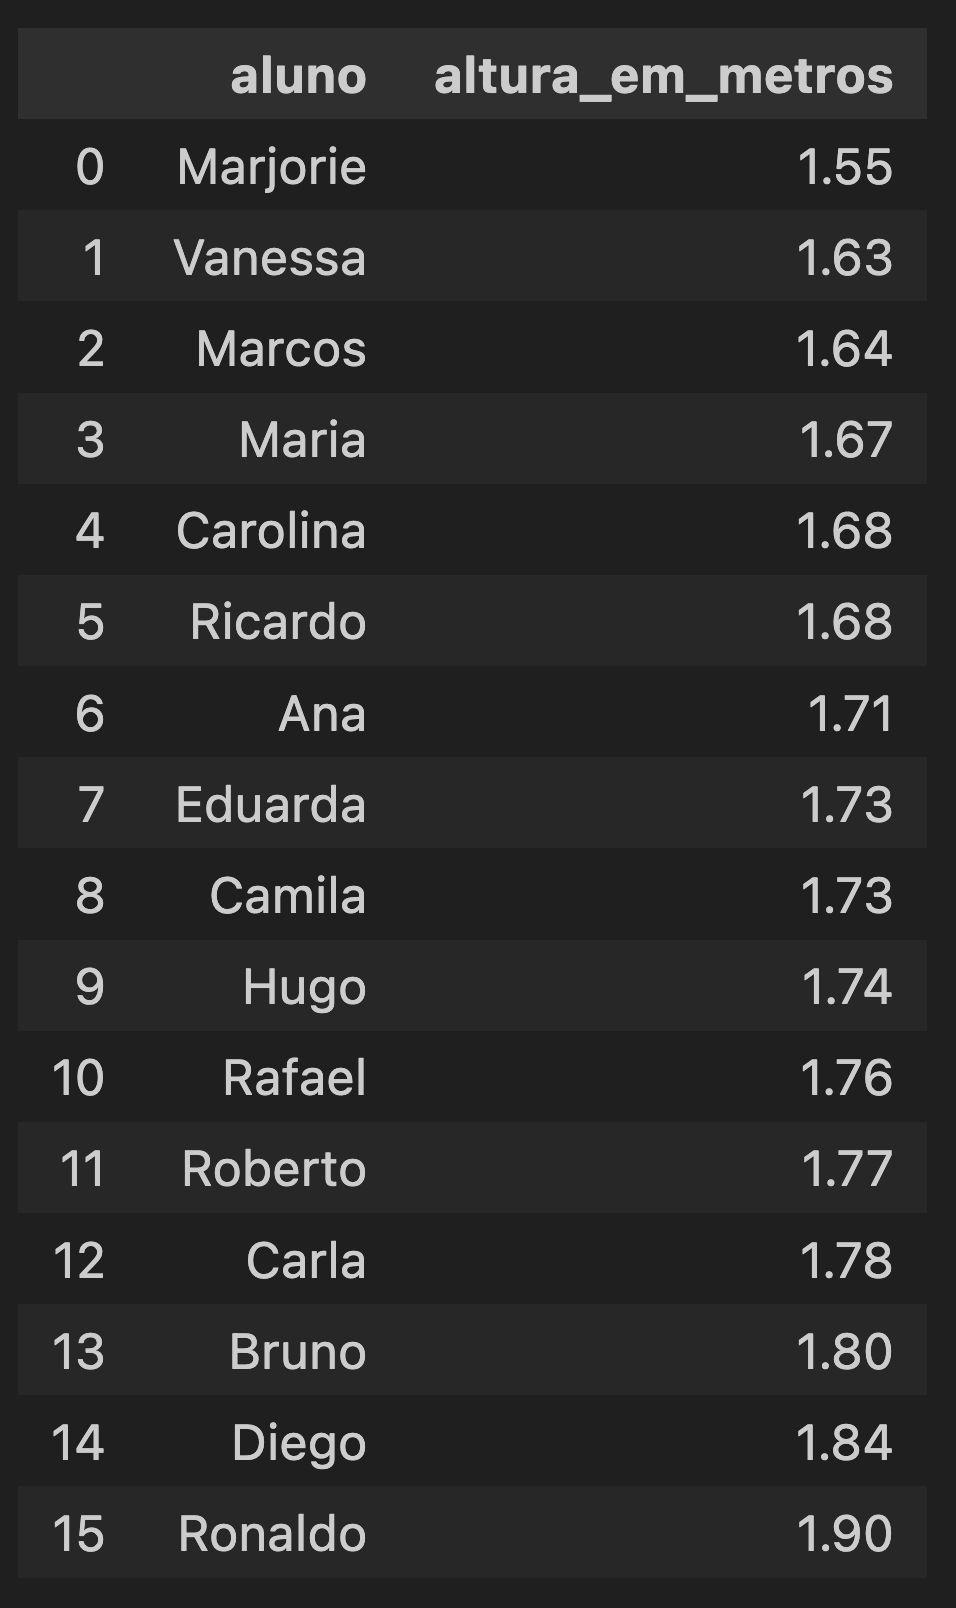 aluno altura_em_metros
0 Marjorie 1.55
1 Vanessa 1.63
2 Marcos 1.64
3 Maria 1.67
4 Carolina 1.68
5 Ricardo 1.68
6 Ana 1.71
7 Eduarda 1.73
8 Camila 1.73
9 Hugo 1.74
10 Rafael 1.76
11 Roberto 1.77
12 Carla 1.78
13 Bruno 1.80
14 Diego 1.84
15 Ronaldo 1.90